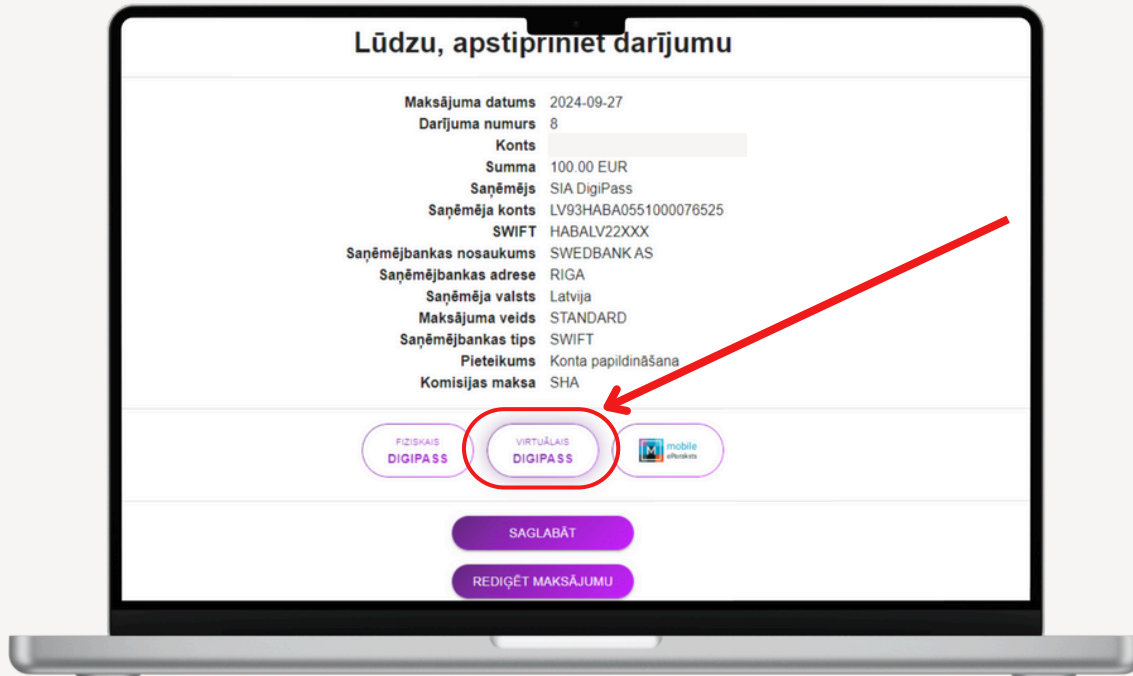 Lūdzu, apstipriniet darījumu
Maksājuma datums 2024-09-27
Darījuma numurs 8
Konts
Summa 100.00 EUR
Saņēmējs SIA DigiPass
Saņēmēja konts LV93HABA0551000076525
SWIFT HABALV22XXX
Saņēmējbankas nosaukums SWEDBANK AS
Saņēmējbankas adrese RIGA
Saņēmēja valsts Latvija
Maksājuma veids STANDARD
Saņēmējbankas tips SWIFT
Pieteikums Konta papildināšana
Komisijas maksa SHA
FIZISKAIS
DIGIPASS
VIRTUĀLAIS
DIGIPASS
M mobile
eParaksts
SAGLABĀT
REDIĢĒT MAKSĀJUMU